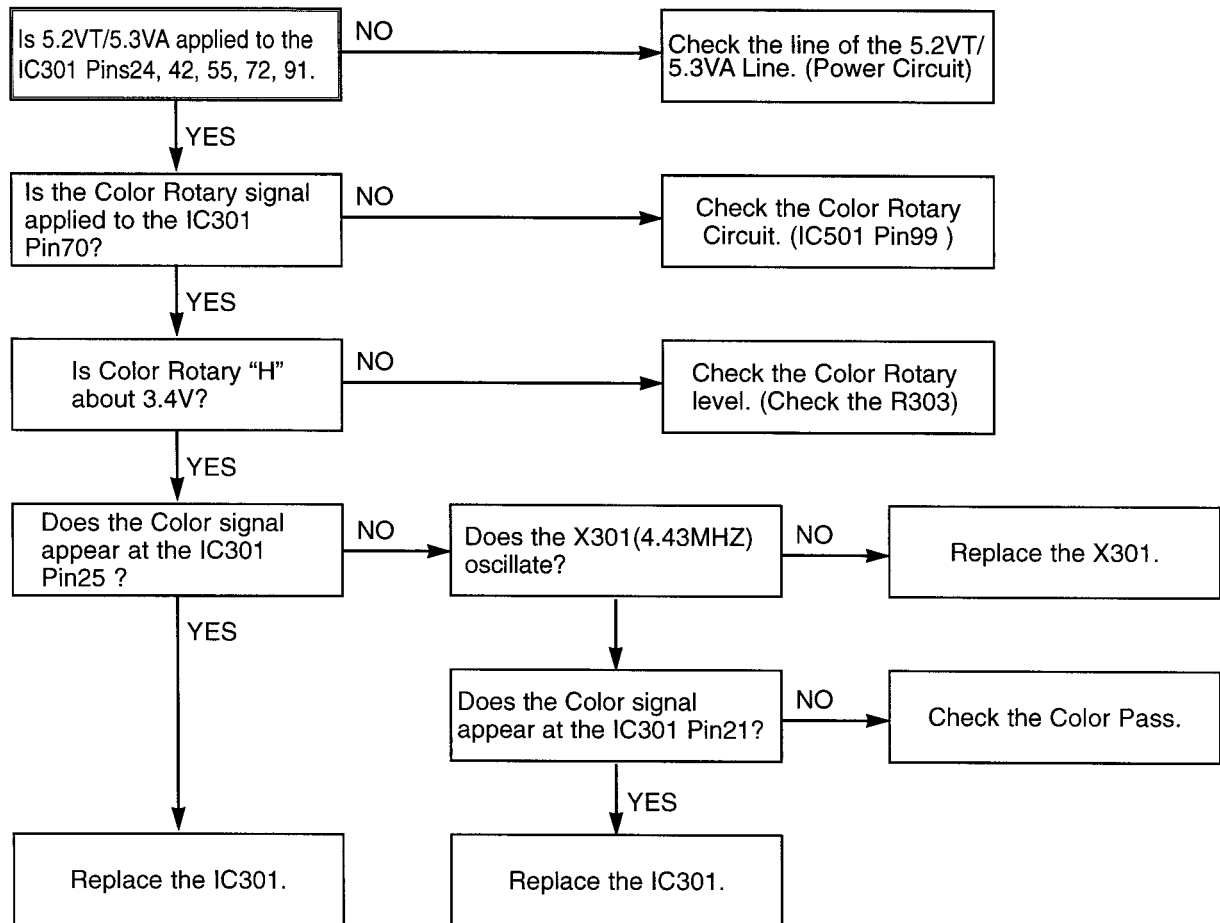 Is 5.2VT/5.3VA applied to the
IC301 Pins24, 42, 55, 72, 91.
NO
Check the line of the 5.2VT/
5.3VA Line. (Power Circuit)
YES
Is the Color Rotary signal
applied to the IC301
Pin70?
NO
Check the Color Rotary
Circuit. (IC501 Pin99 )
YES
Is Color Rotary “H”
about 3.4V?
NO
Check the Color Rotary
level. (Check the R303)
YES
Does the Color signal
appear at the IC301
Pin25 ?
NO
Does the X301(4.43MHZ)
oscillate?
NO
Replace the X301.
YES
Does the Color signal
appear at the IC301 Pin21?
NO
Check the Color Pass.
YES
Replace the IC301.
Replace the IC301.